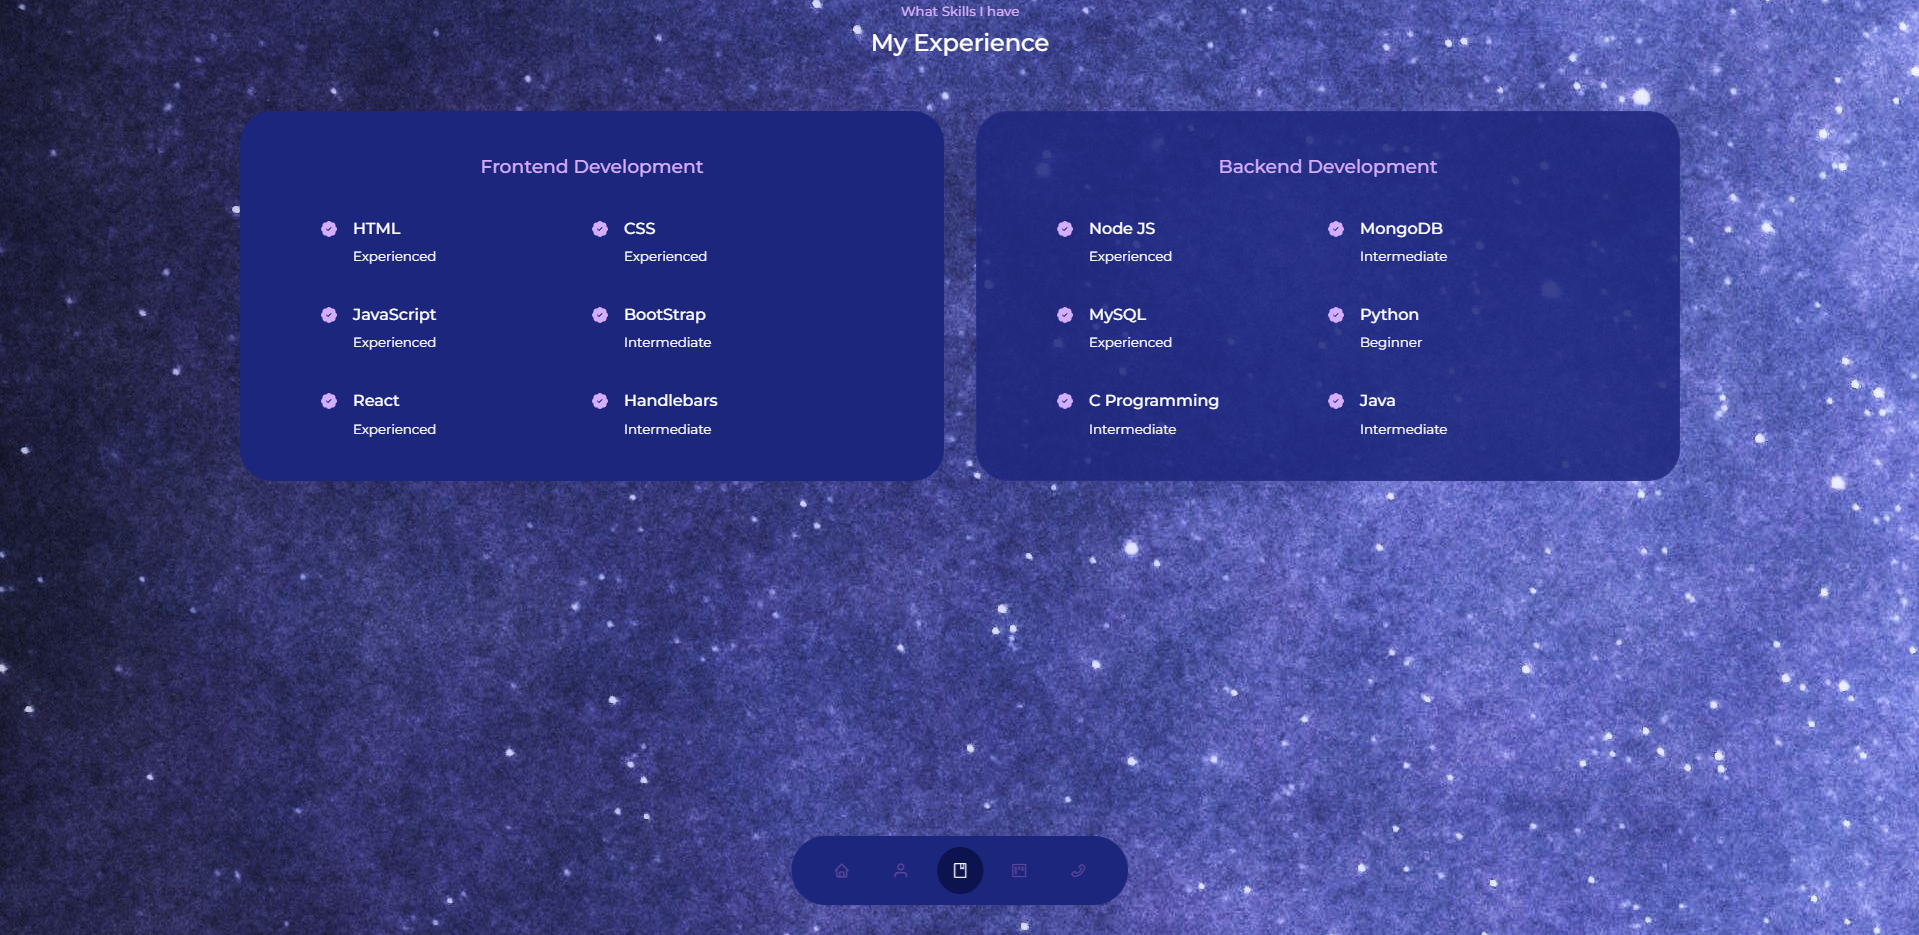 What Skills I have
My Experience
Frontend Development
HTML
Experienced
CSS
Experienced
JavaScript
Experienced
BootStrap
Intermediate
React
Experienced
Handlebars
Intermediate
Backend Development
Node JS
Experienced
MongoDB
Intermediate
MySQL
Experienced
Python
Beginner
C Programming
Intermediate
Java
Intermediate